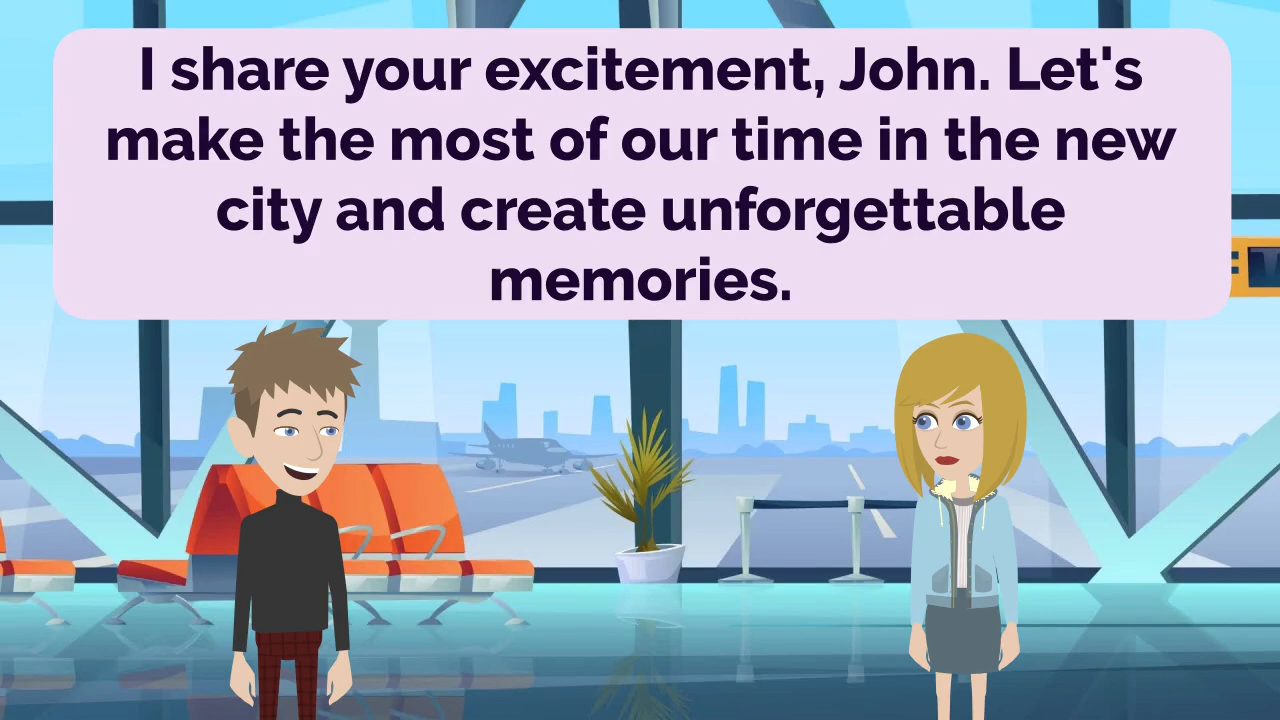 I share your excitement, John. Let's
make the most of our time in the new
city and create unforgettable
memories.